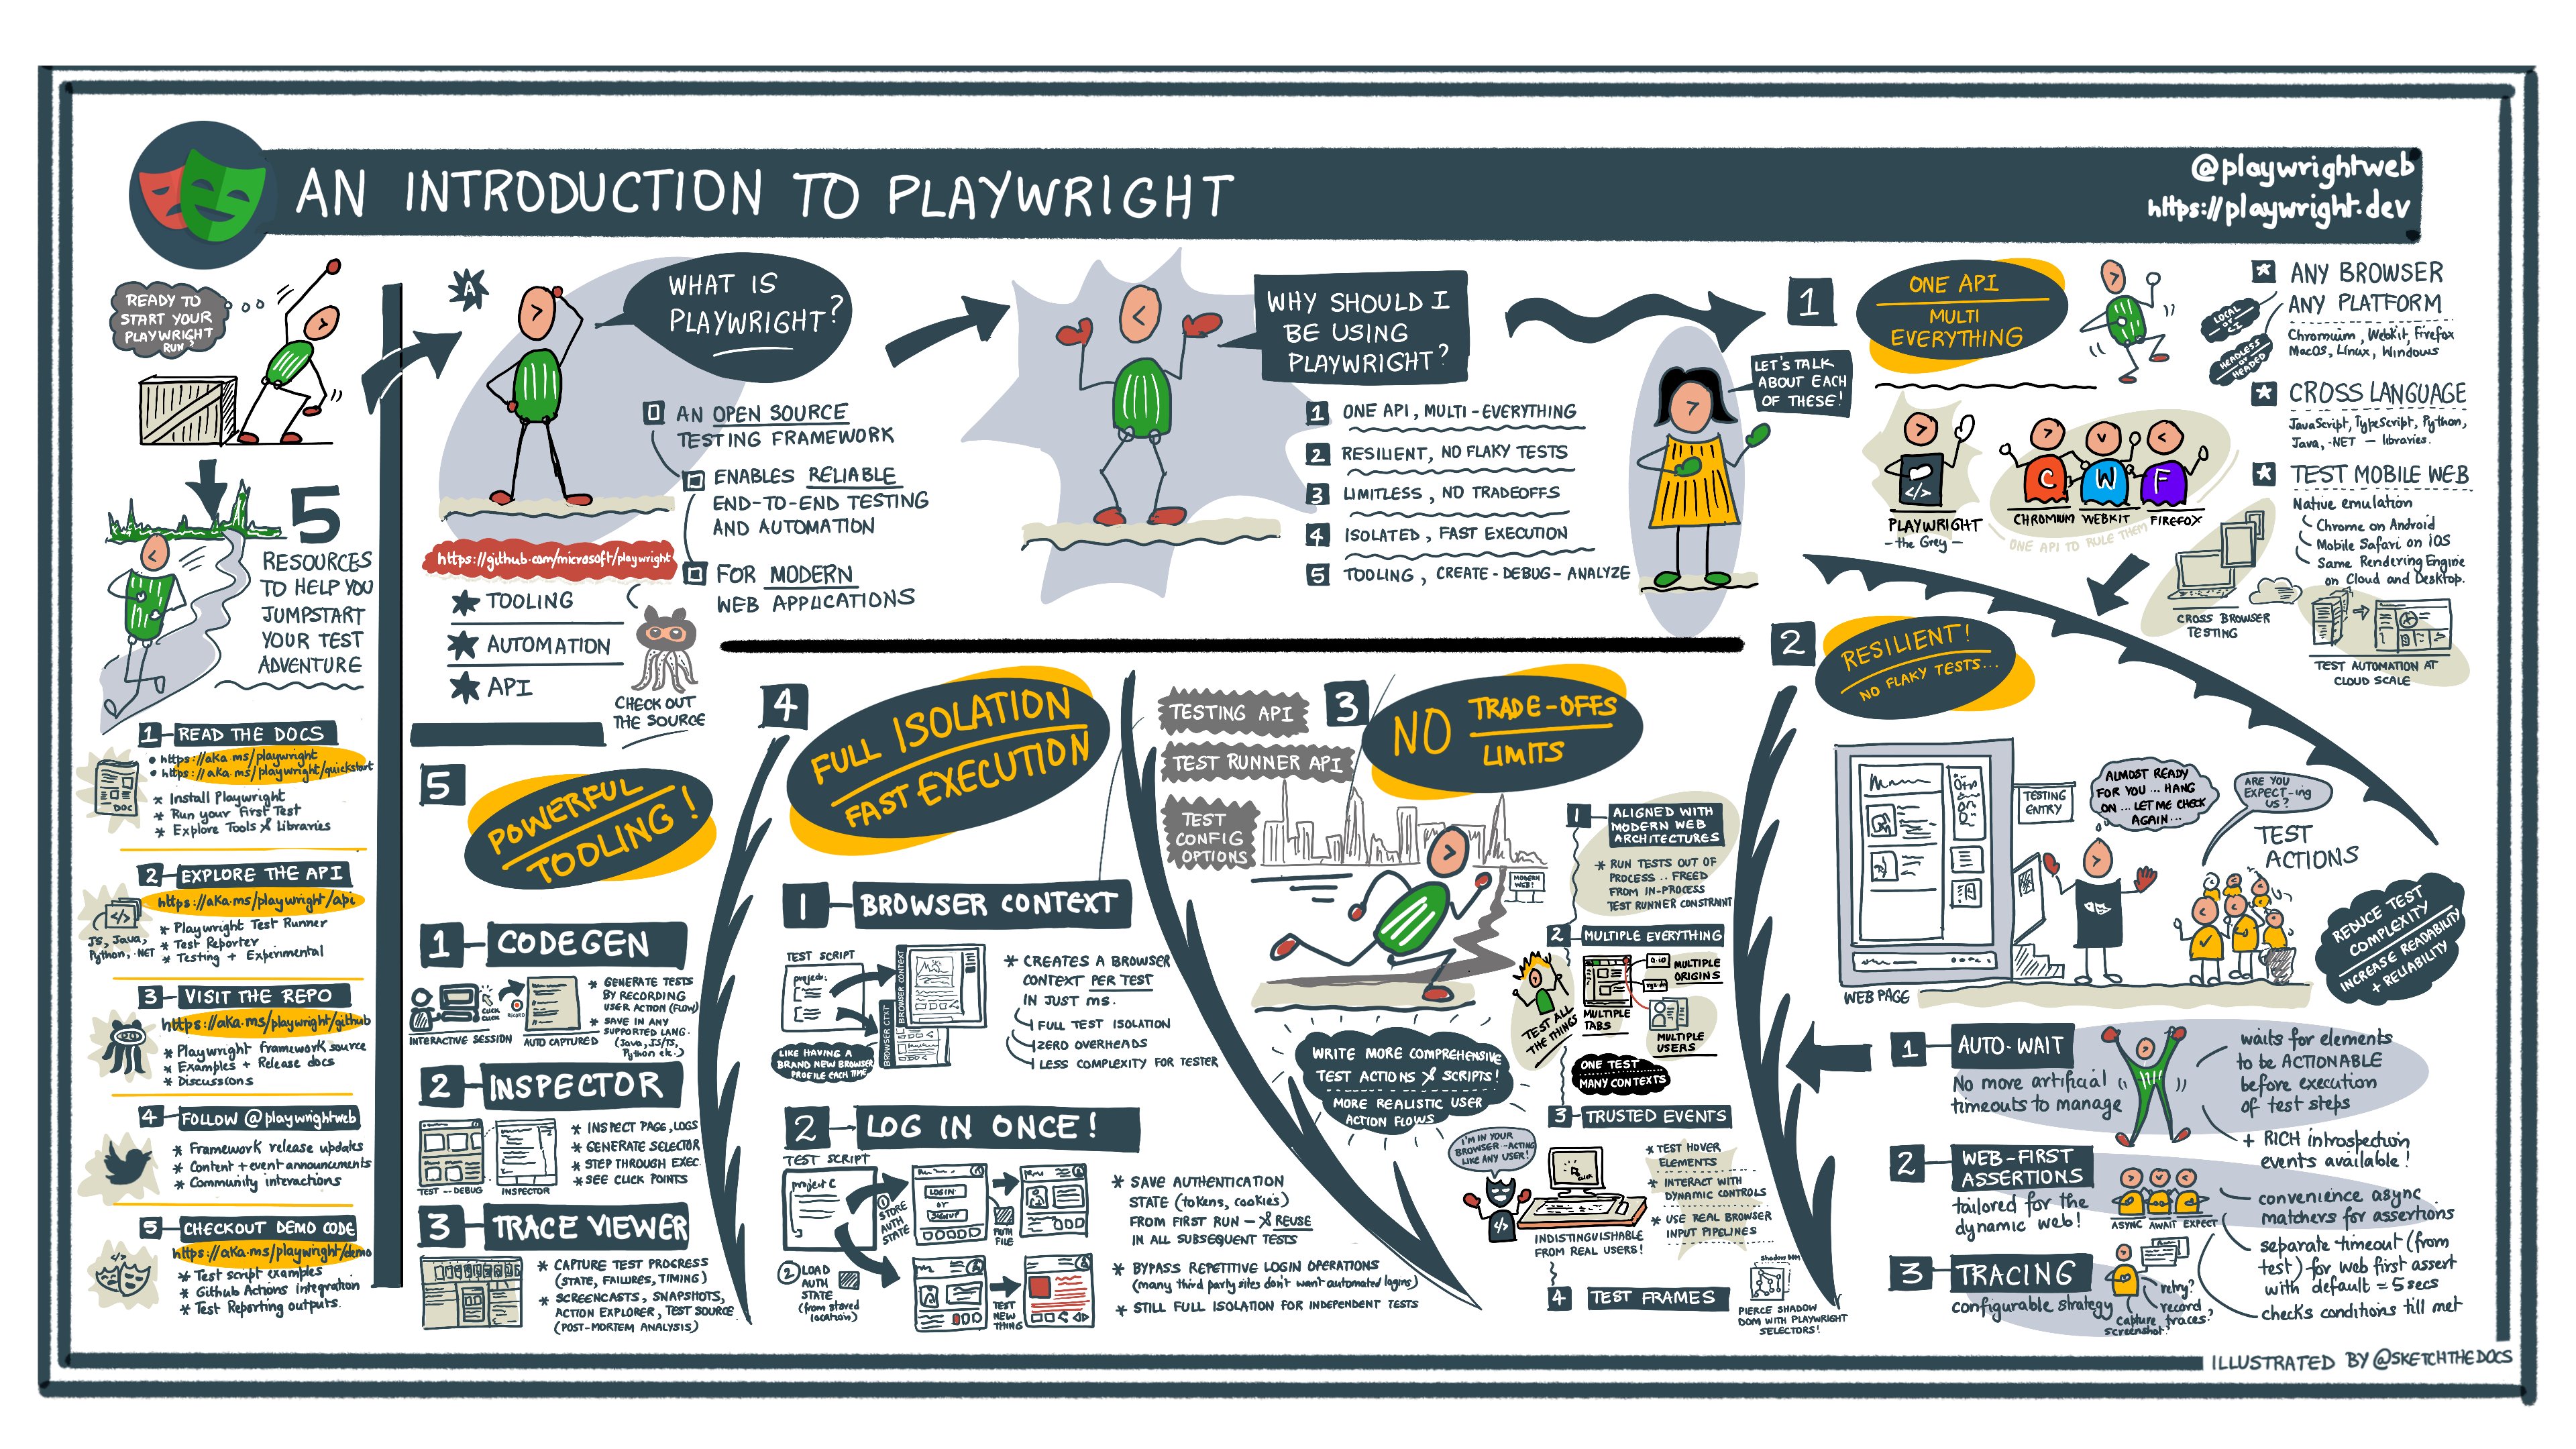 AN INTRODUCTION TO PLAYWRIGHT
@playwrightweb
https://playwright.dev
READY TO
START YOUR
PLAYWRIGHT
RUN?
5
RESOURCES
TO HELP YOU
JUMPSTART
YOUR TEST
ADVENTURE
1 READ THE DOCS
• https://aka.ms/playwright
• https://aka.ms/playwright/quickstart
DOC
* Install Playwright
* Run your First Test
* Explore Tools & Libraries
2 EXPLORE THE API
https://aka.ms/playwright/api
</>
JS, Java,
Python, .NET
* Playwright Test Runner
* Test Reporter
* Testing + Experimental
3 VISIT THE REPO
https://aka.ms/playwright/github
* Playwright framework source
* Examples + Release docs
* Discussions
4 FOLLOW @playwrightweb
* Framework release updates
* Content + event announcements
* Community interactions
5 CHECKOUT DEMO CODE
https://aka.ms/playwright/demo
</>
* Test script examples
* Github Actions integration
* Test Reporting outputs.
A
WHAT IS
PLAYWRIGHT?
AN OPEN SOURCE
TESTING FRAMEWORK
ENABLES RELIABLE
END-TO-END TESTING
AND AUTOMATION
FOR MODERN
WEB APPLICATIONS
https://github.com/microsoft/playwright
TOOLING
AUTOMATION
API
CHECK OUT
THE SOURCE
WHY SHOULD I
BE USING
PLAYWRIGHT?
1 ONE API, MULTI-EVERYTHING
2 RESILIENT, NO FLAKY TESTS
3 LIMITLESS, NO TRADEOFFS
4 ISOLATED, FAST EXECUTION
5 TOOLING, CREATE-DEBUG-ANALYZE
LET'S TALK
ABOUT EACH
OF THESE!
1
ONE API
MULTI
EVERYTHING
LOCAL
OR
CI
HEADLESS
OR
HEADED
ANY BROWSER
ANY PLATFORM
Chromium, Webkit, Firefox
MacOS, Linux, Windows
CROSS LANGUAGE
JavaScript, TypeScript, Python,
Java, .NET — libraries.
TEST MOBILE WEB
Native emulation
Chrome on Android
Mobile Safari on iOS
Same Rendering Engine
on Cloud and Desktop.
</>
PLAYWRIGHT
- the Grey -
C W F
CHROMIUM WEBKIT FIREFOX
ONE API TO RULE THEM
CROSS BROWSER
TESTING
TEST AUTOMATION AT
CLOUD SCALE
2
RESILIENT!
NO FLAKY TESTS...
WEB PAGE
TESTING
ENTRY
ALMOST READY
FOR YOU ... HANG
ON ... LET ME CHECK
AGAIN...
ARE YOU
EXPECT-ing
US?
TEST
ACTIONS
REDUCE TEST
COMPLEXITY
INCREASE READABILITY
+ RELIABILITY
1 AUTO-WAIT
No more artificial
timeouts to manage
waits for elements
to be ACTIONABLE
before execution
of test steps
+ RICH introspection
events available!
2 WEB-FIRST
ASSERTIONS
tailored for the
dynamic web!
ASYNC AWAIT EXPECT
convenience async
matchers for assertions
separate timeout (from
test) for web first assert
with default = 5 secs
checks conditions till met
3 TRACING
configurable strategy
retry?
record
traces?
capture
screenshot?
3
NO TRADE-OFFS
LIMITS
TESTING API
TEST RUNNER API
TEST
CONFIG
OPTIONS
MODERN
WEB!
WRITE MORE COMPREHENSIVE
TEST ACTIONS & SCRIPTS!
MORE REALISTIC USER
ACTION FLOWS
1 ALIGNED WITH
MODERN WEB
ARCHITECTURES
* RUN TESTS OUT OF
PROCESS .. FREED
FROM IN-PROCESS
TEST RUNNER CONSTRAINT
2 MULTIPLE EVERYTHING
TEST ALL
THE THINGS
MULTIPLE
ORIGINS
MULTIPLE
TABS
MULTIPLE
USERS
ONE TEST
MANY CONTEXTS
3 TRUSTED EVENTS
I'M IN YOUR
BROWSER -- ACTING
LIKE ANY USER!
</>
CLICK
INDISTINGUISHABLE
FROM REAL USERS!
* TEST HOVER
ELEMENTS
* INTERACT WITH
DYNAMIC CONTROLS
* USE REAL BROWSER
INPUT PIPELINES
4 TEST FRAMES
Shadow DOM
PIERCE SHADOW
DOM WITH PLAYWRIGHT
SELECTORS!
4
FULL ISOLATION
FAST EXECUTION
1 BROWSER CONTEXT
TEST SCRIPT
project:
BROWSER CONTEXT
BROWSER CTXT
LIKE HAVING A
BRAND NEW BROWSER
PROFILE EACH TIME
* CREATES A BROWSER
CONTEXT PER TEST
IN JUST ms.
FULL TEST ISOLATION
ZERO OVERHEADS
LESS COMPLEXITY FOR TESTER
2 LOG IN ONCE!
TEST SCRIPT
project C
1 STORE
AUTH
STATE
LOGIN
OR
SIGNUP
AUTH
FILE
2 LOAD
AUTH
STATE
(from stored
location)
TEST
NEW
THING
* SAVE AUTHENTICATION
STATE (tokens, cookies)
FROM FIRST RUN — & REUSE
IN ALL SUBSEQUENT TESTS
* BYPASS REPETITIVE LOGIN OPERATIONS
(many third party sites don't want automated logins)
* STILL FULL ISOLATION FOR INDEPENDENT TESTS
5
POWERFUL
TOOLING!
1 CODEGEN
CLICK
CLICK
RECORD
INTERACTIVE SESSION
AUTO CAPTURED
* GENERATE TESTS
BY RECORDING
USER ACTION (FLOW)
* SAVE IN ANY
SUPPORTED LANG.
(Java, JS/TS,
Python etc.)
2 INSPECTOR
TEST -- DEBUG
INSPECTOR
* INSPECT PAGE, LOGS
* GENERATE SELECTOR
* STEP THROUGH EXEC.
* SEE CLICK POINTS
3 TRACE VIEWER
* CAPTURE TEST PROGRESS
(STATE, FAILURES, TIMING)
* SCREENCASTS, SNAPSHOTS,
ACTION EXPLORER, TEST SOURCE
(POST-MORTEM ANALYSIS)
ILLUSTRATED BY @SKETCHTHEDOCS